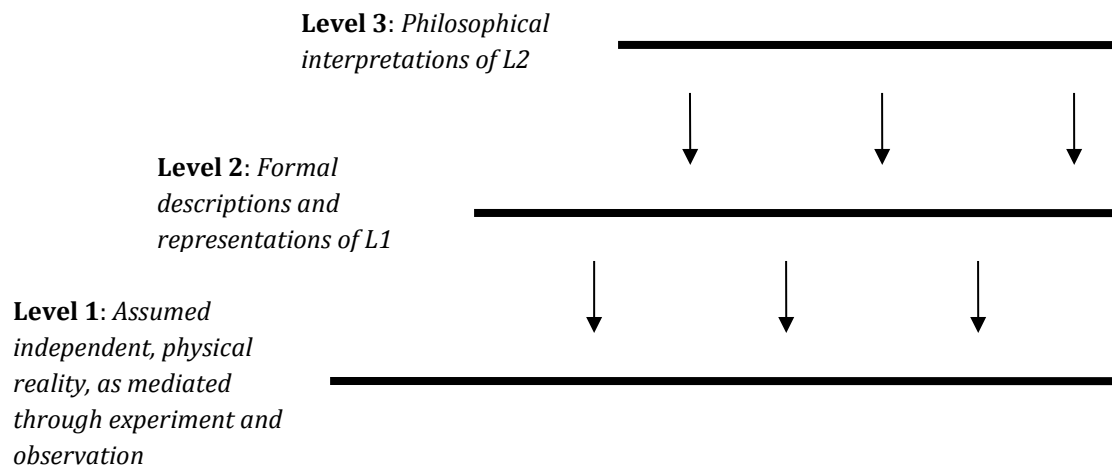 Level 3: Philosophical
interpretations of L2
Level 2: Formal
descriptions and
representations of L1
Level 1: Assumed
independent, physical
reality, as mediated
through experiment and
observation